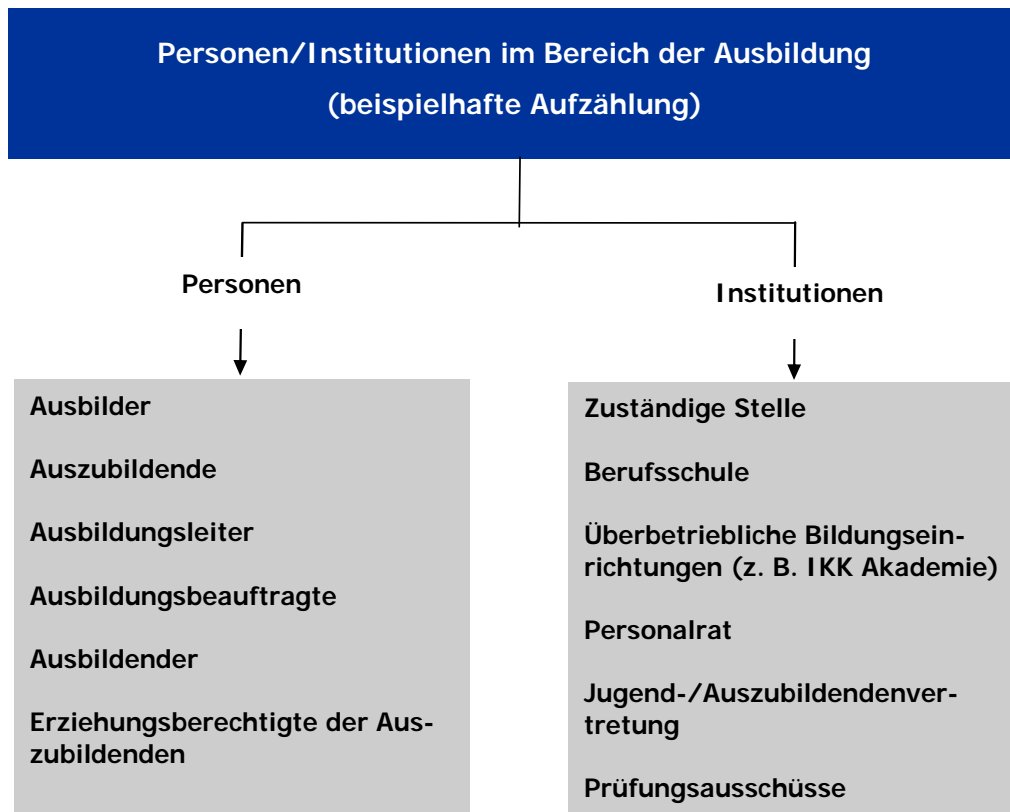 Personen/Institutionen im Bereich der Ausbildung
(beispielhafte Aufzählung)
Personen
Institutionen
Ausbilder
Auszubildende
Ausbildungsleiter
Ausbildungsbeauftragte
Ausbildender
Erziehungsberechtigte der Aus-
zubildenden
Zuständige Stelle
Berufsschule
Überbetriebliche Bildungsein-
richtungen (z. B. IKK Akademie)
Personalrat
Jugend-/Auszubildendenver-
tretung
Prüfungsausschüsse